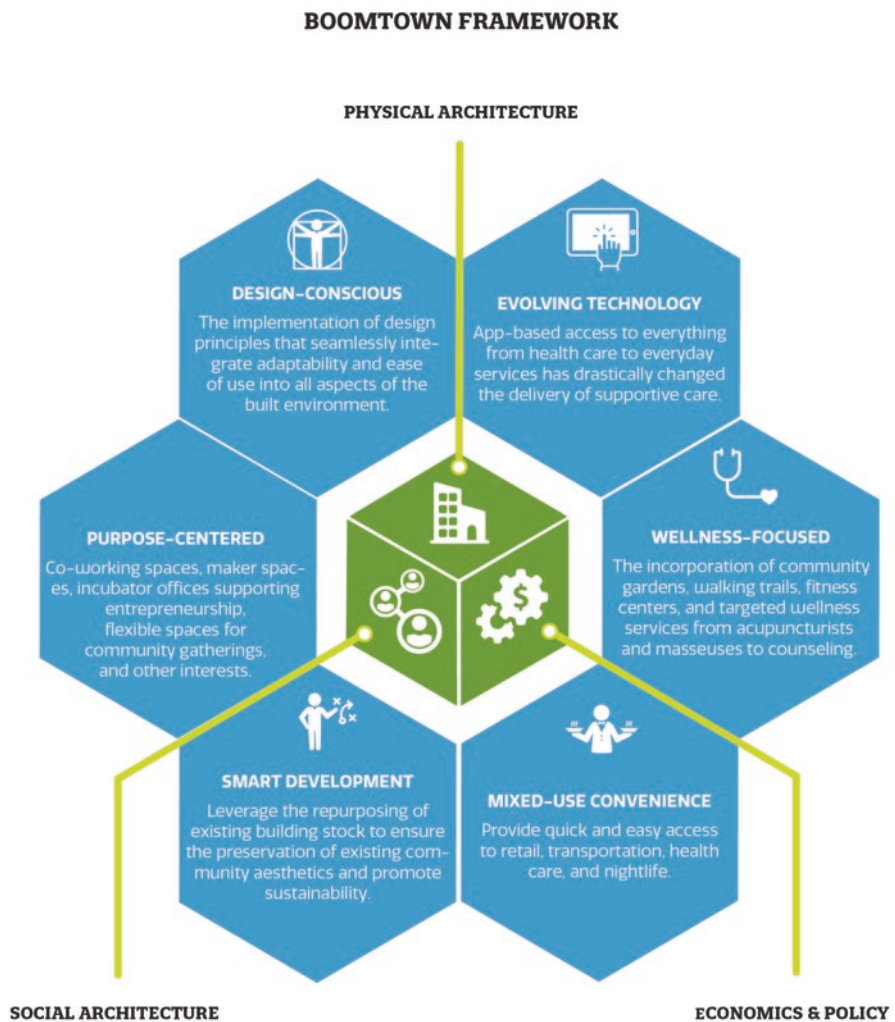 BOOMTOWN FRAMEWORK
PHYSICAL ARCHITECTURE
DESIGN-CONSCIOUS
The implementation of design
principles that seamlessly inte-
grate adaptability and ease
of use into all aspects of the
built environment.
EVOLVING TECHNOLOGY
App-based access to everything
from health care to everyday
services has drastically changed
the delivery of supportive care.
PURPOSE-CENTERED
Co-working spaces, maker spac-
es, incubator offices supporting
entrepreneurship,
flexible spaces for
community gatherings,
and other interests.
$
WELLNESS-FOCUSED
The incorporation of community
gardens, walking trails, fitness
centers, and targeted wellness
services from acupuncturists
and masseuses to counseling.
SMART DEVELOPMENT
Leverage the repurposing of
existing building stock to ensure
the preservation of existing com-
munity aesthetics and promote
sustainability.
MIXED-USE CONVENIENCE
Provide quick and easy access
to retail, transportation, health
care, and nightlife.
SOCIAL ARCHITECTURE
ECONOMICS & POLICY